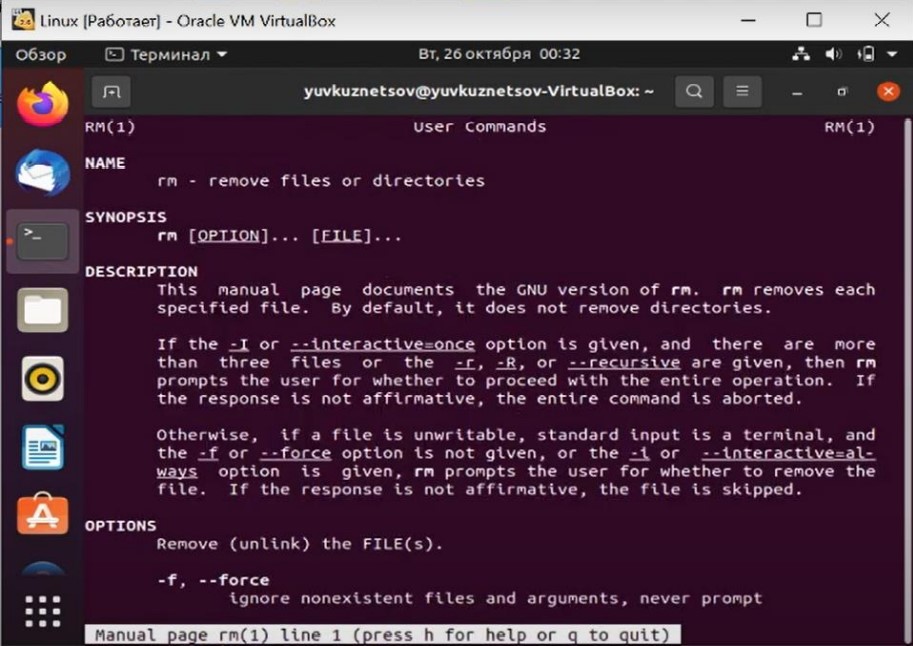 Linux [Работает] - Oracle VM VirtualBox
Обзор Терминал Вт, 26 октября 00:32
yuvkuznetsov@yuvkuznetsov-VirtualBox: ~
RM(1) User Commands RM(1)
NAME
rm - remove files or directories
SYNOPSIS
rm [OPTION]... [FILE]...
DESCRIPTION
This manual page documents the GNU version of rm. rm removes each
specified file. By default, it does not remove directories.
If the -I or --interactive=once option is given, and there are more
than three files or the -r, -R, or --recursive are given, then rm
prompts the user for whether to proceed with the entire operation. If
the response is not affirmative, the entire command is aborted.
Otherwise, if a file is unwritable, standard input is a terminal, and
the -f or --force option is not given, or the -i or --interactive=al-
ways option is given, rm prompts the user for whether to remove the
file. If the response is not affirmative, the file is skipped.
OPTIONS
Remove (unlink) the FILE(s).
-f, --force
ignore nonexistent files and arguments, never prompt
Manual page rm(1) line 1 (press h for help or q to quit)